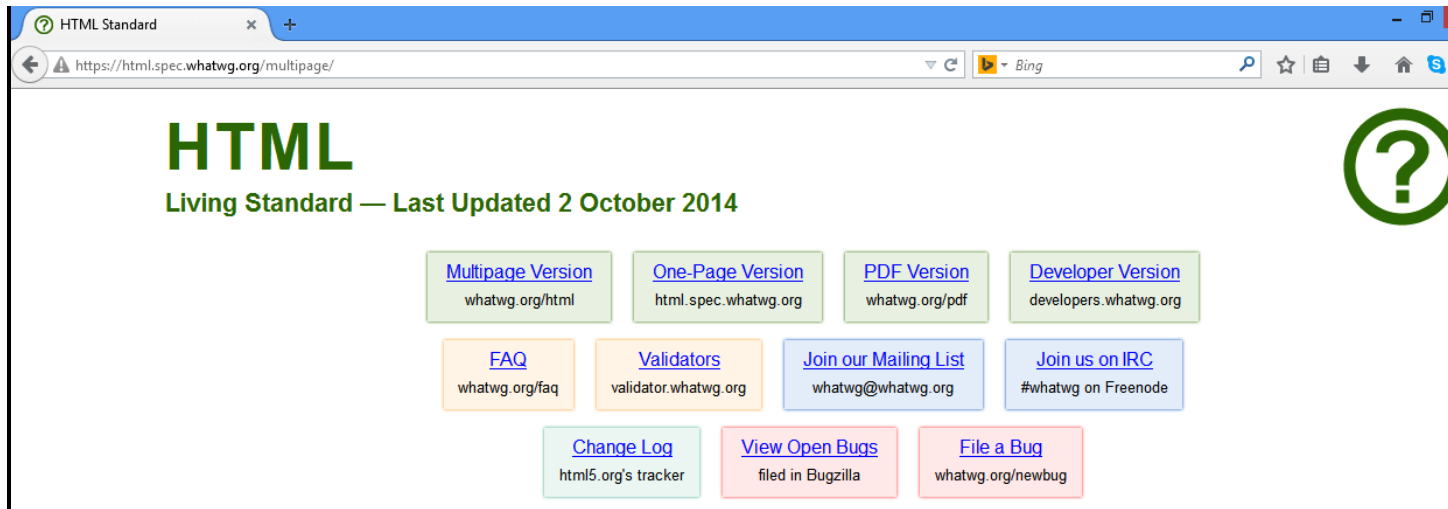 HTML Standard
https://html.spec.whatwg.org/multipage/
Bing
HTML
Living Standard — Last Updated 2 October 2014
Multipage Version One-Page Version PDF Version Developer Version
whatwg.org/html html.spec.whatwg.org whatwg.org/pdf developers.whatwg.org
FAQ Validators Join our Mailing List Join us on IRC
whatwg.org/faq validator.whatwg.org whatwg@whatwg.org #whatwg on Freenode
Change Log View Open Bugs File a Bug
html5.org's tracker filed in Bugzilla whatwg.org/newbug